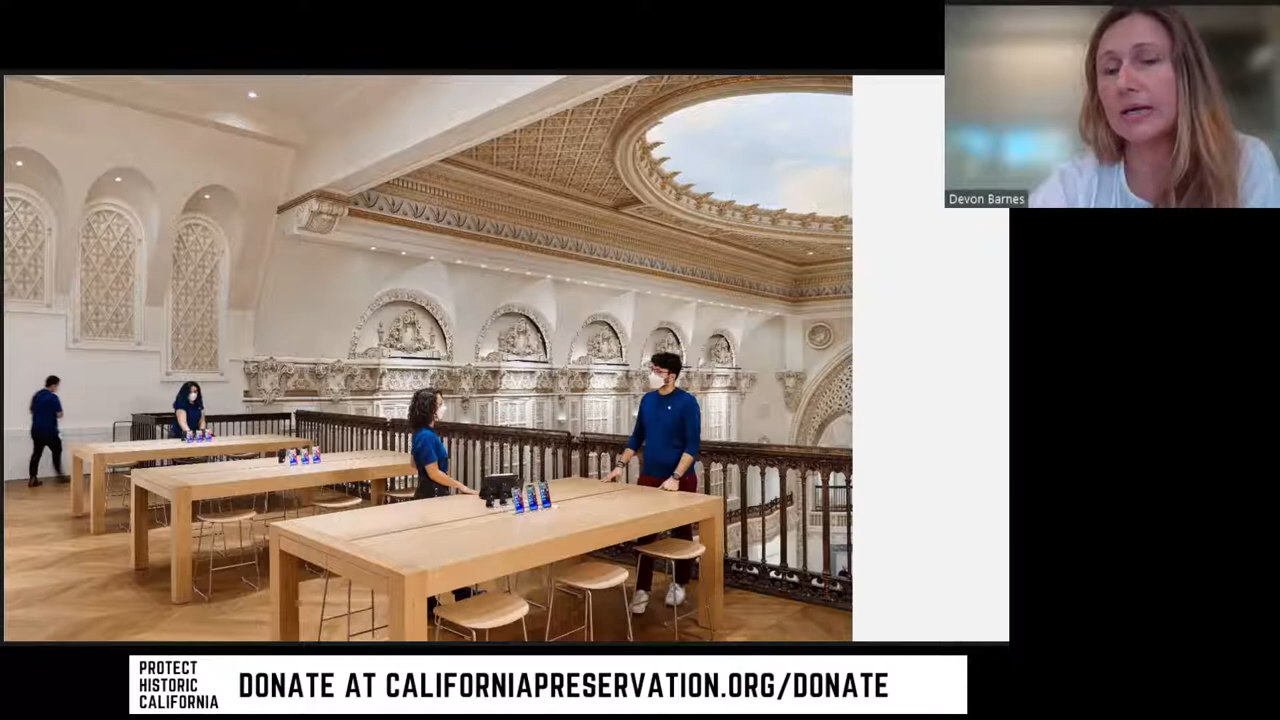 Devon Barnes
PROTECT
HISTORIC
CALIFORNIA
DONATE AT CALIFORNIAPRESERVATION.ORG/DONATE